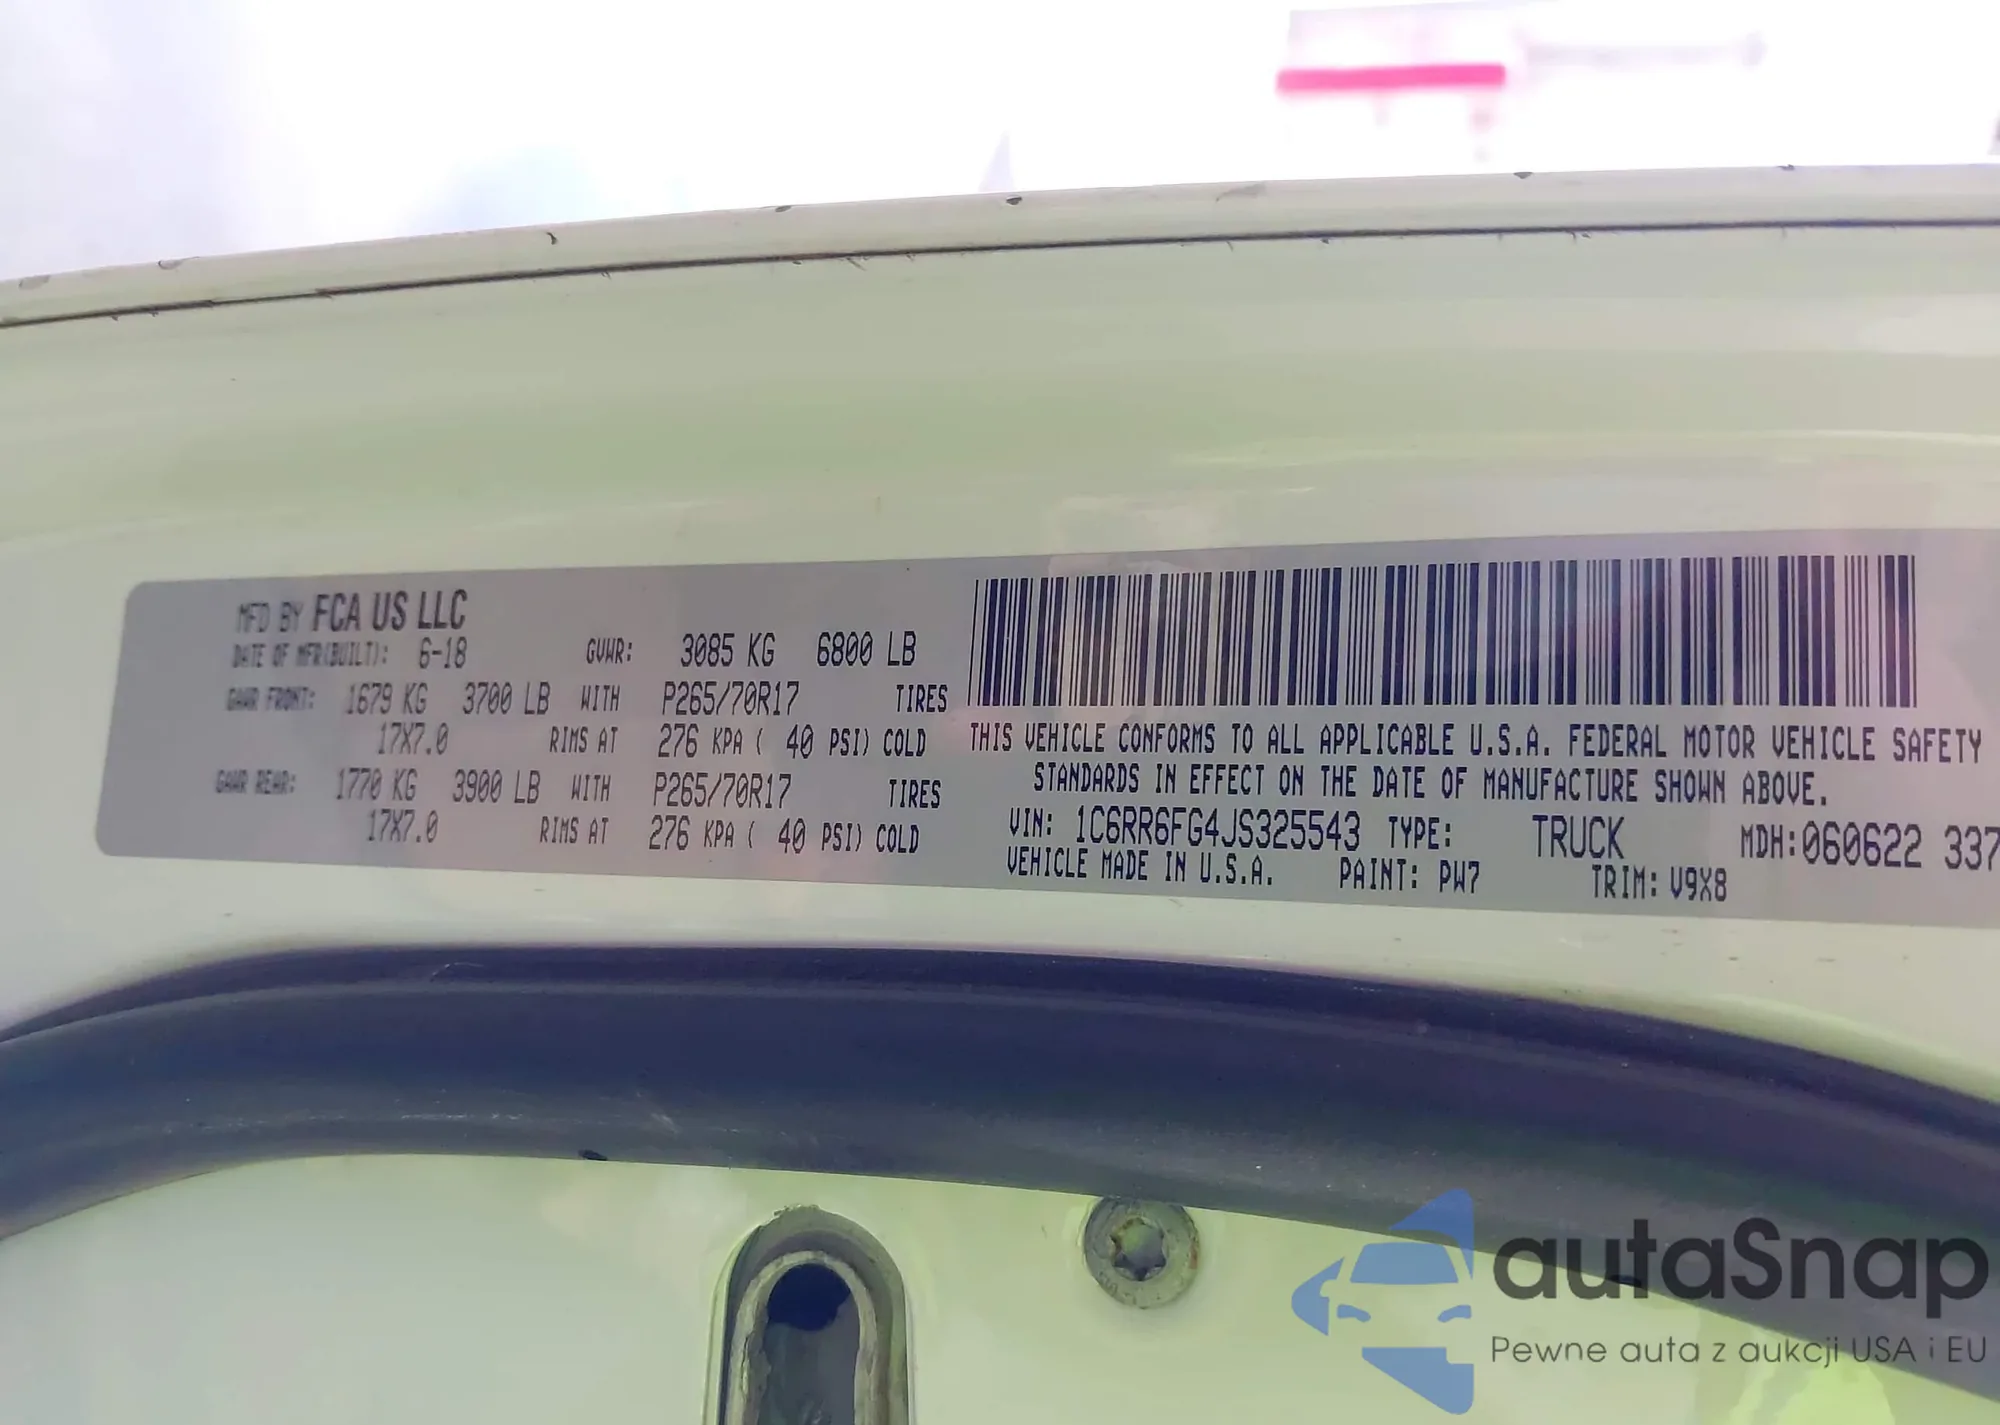 MFD BY FCA US LLC
DATE OF MFR(BUILT): 6-18 GVWR: 3085 KG 6800 LB
GAWR FRONT: 1679 KG 3700 LB WITH P265/70R17 TIRES
17X7.0 RIMS AT 276 KPA ( 40 PSI) COLD
GAWR REAR: 1770 KG 3900 LB WITH P265/70R17 TIRES
17X7.0 RIMS AT 276 KPA ( 40 PSI) COLD
THIS VEHICLE CONFORMS TO ALL APPLICABLE U.S.A. FEDERAL MOTOR VEHICLE SAFETY
STANDARDS IN EFFECT ON THE DATE OF MANUFACTURE SHOWN ABOVE.
VIN: 1C6RR6FG4JS325543 TYPE: TRUCK MDH:060622 337
VEHICLE MADE IN U.S.A. PAINT: PW7 TRIM: V9X8
autaSnap
Pewne auta z aukcji USA i EU